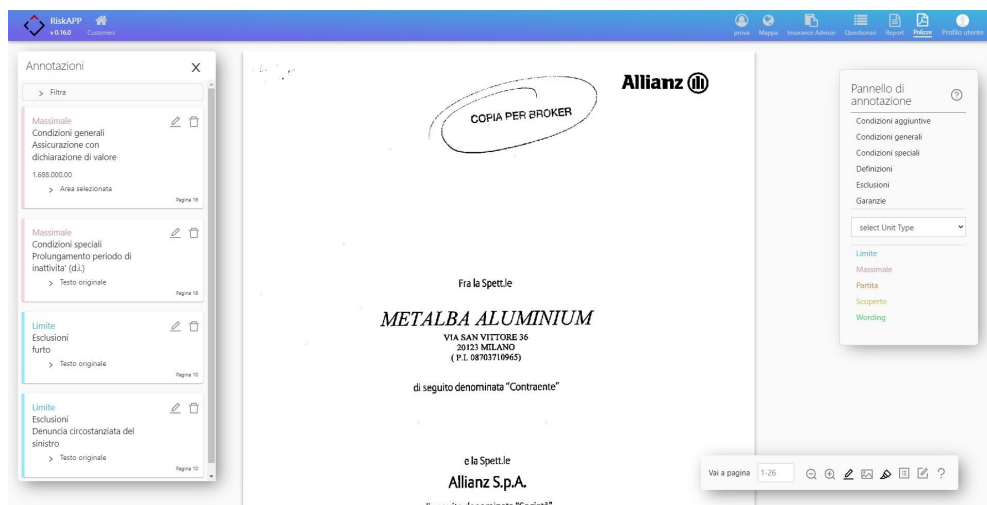 RiskAPP
v 0.16.0
Customers
prova
Mappa
Insurance Advisor
Questionari
Report
Polizze
Profilo utente
Annotazioni
X
> Filtra
Massimale
Condizioni generali
Assicurazione con
dichiarazione di valore
1.688.000,00
> Area selezionata
Pagina 16
Massimale
Condizioni speciali
Prolungamento periodo di
inattivita' (d.i.)
> Testo originale
Pagina 16
Limite
Esclusioni
furto
> Testo originale
Pagina 10
Limite
Esclusioni
Denuncia circostanziata del
sinistro
> Testo originale
Pagina 10
Allianz
COPIA PER BROKER
Fra la Spett.le
METALBA ALUMINIUM
VIA SAN VITTORE 36
20123 MILANO
( P.I. 08703710965)
di seguito denominata "Contraente"
e la Spett.le
Allianz S.p.A.
Pannello di
annotazione
?
Condizioni aggiuntive
Condizioni generali
Condizioni speciali
Definizioni
Esclusioni
Garanzie
select Unit Type
Limite
Massimale
Partita
Scoperto
Wording
Vai a pagina
1-26
?